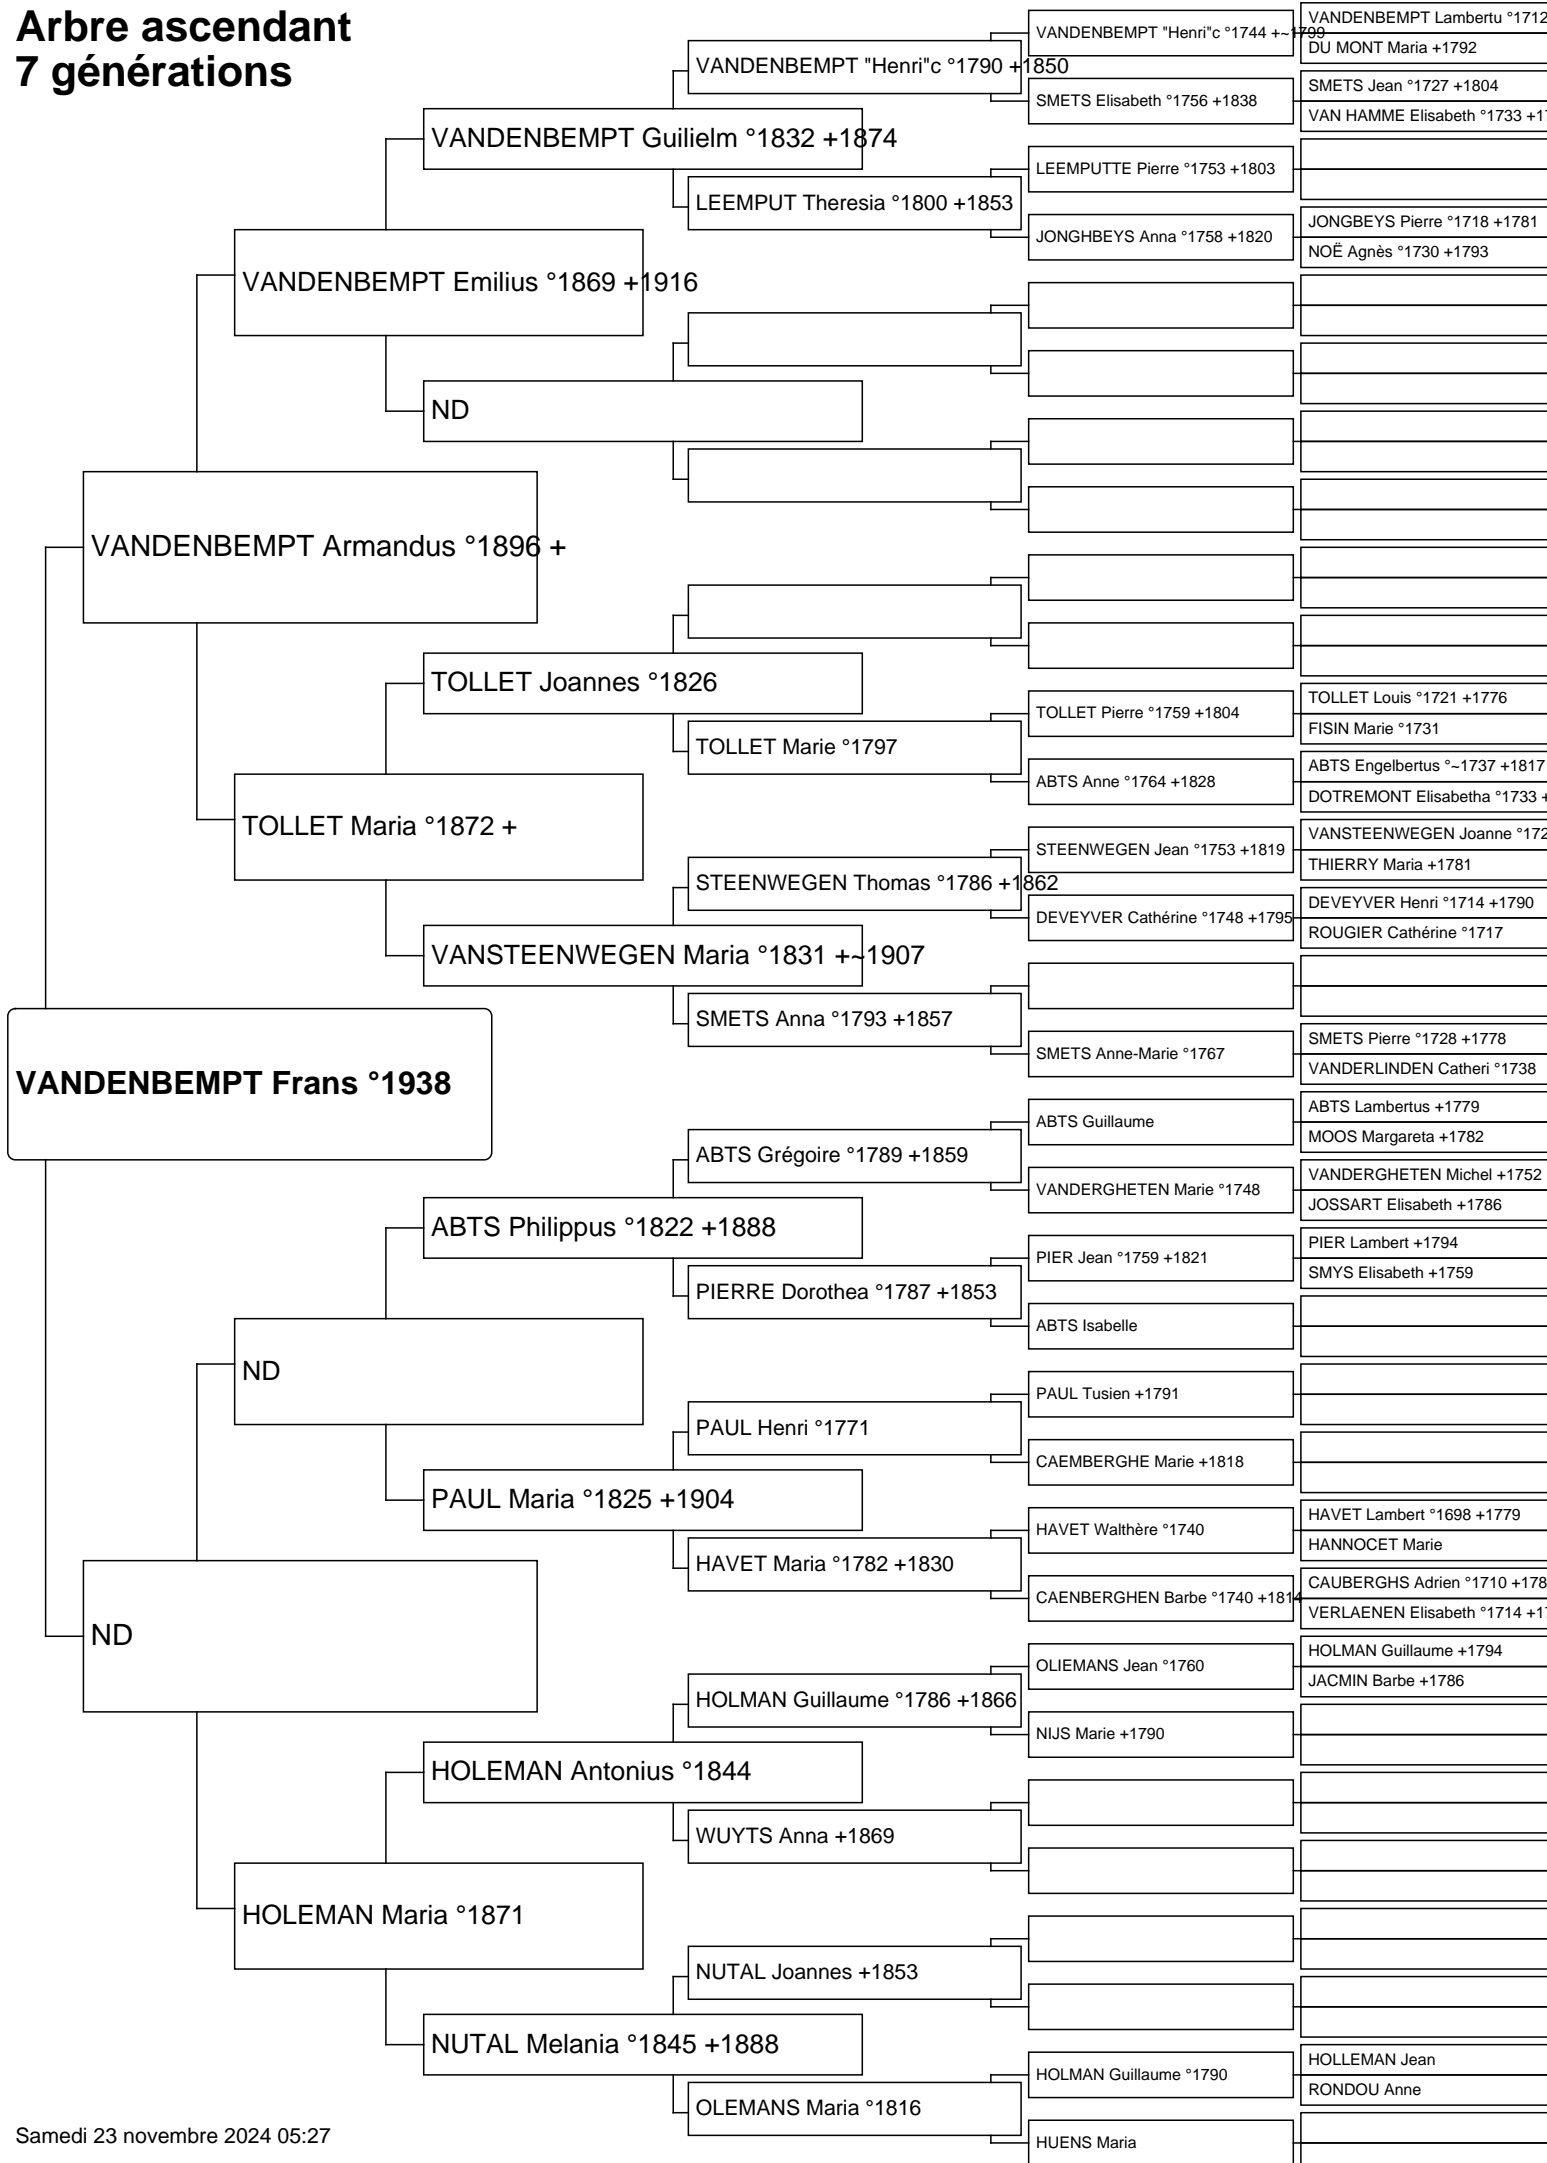 Arbre ascendant
7 générations
VANDENBEMPT Frans °1938
VANDENBEMPT Armandus °1896 +
ND
VANDENBEMPT Emilius °1869 +1916
TOLLET Maria °1872 +
ND
HOLEMAN Maria °1871
VANDENBEMPT Guilielm °1832 +1874
ND
TOLLET Joannes °1826
VANSTEENWEGEN Maria °1831 +~1907
ABTS Philippus °1822 +1888
PAUL Maria °1825 +1904
HOLEMAN Antonius °1844
NUTAL Melania °1845 +1888
VANDENBEMPT "Henri"c °1790 +1850
LEEMPUT Theresia °1800 +1853
TOLLET Marie °1797
STEENWEGEN Thomas °1786 +1862
SMETS Anna °1793 +1857
ABTS Grégoire °1789 +1859
PIERRE Dorothea °1787 +1853
PAUL Henri °1771
HAVET Maria °1782 +1830
HOLMAN Guillaume °1786 +1866
WUYTS Anna +1869
NUTAL Joannes +1853
OLEMANS Maria °1816
VANDENBEMPT "Henri"c °1744 +~1799
SMETS Elisabeth °1756 +1838
LEEMPUTTE Pierre °1753 +1803
JONGHBEYS Anna °1758 +1820
TOLLET Pierre °1759 +1804
ABTS Anne °1764 +1828
STEENWEGEN Jean °1753 +1819
DEVEYVER Cathérine °1748 +1795
SMETS Anne-Marie °1767
ABTS Guillaume
VANDERGHETEN Marie °1748
PIER Jean °1759 +1821
ABTS Isabelle
PAUL Tusien +1791
CAEMBERGHE Marie +1818
HAVET Walthère °1740
CAENBERGHEN Barbe °1740 +1814
OLIEMANS Jean °1760
NIJS Marie +1790
HOLMAN Guillaume °1790
HUENS Maria
VANDENBEMPT Lambertu °1712
DU MONT Maria +1792
SMETS Jean °1727 +1804
VAN HAMME Elisabeth °1733 +1
JONGBEYS Pierre °1718 +1781
NOË Agnès °1730 +1793
TOLLET Louis °1721 +1776
FISIN Marie °1731
ABTS Engelbertus °~1737 +1817
DOTREMONT Elisabetha °1733 +
VANSTEENWEGEN Joanne °172
THIERRY Maria +1781
DEVEYVER Henri °1714 +1790
ROUGIER Cathérine °1717
SMETS Pierre °1728 +1778
VANDERLINDEN Catheri °1738
ABTS Lambertus +1779
MOOS Margareta +1782
VANDERGHETEN Michel +1752
JOSSART Elisabeth +1786
PIER Lambert +1794
SMYS Elisabeth +1759
HAVET Lambert °1698 +1779
HANNOCET Marie
CAUBERGHS Adrien °1710 +178
VERLAENEN Elisabeth °1714 +1
HOLMAN Guillaume +1794
JACMIN Barbe +1786
HOLLEMAN Jean
RONDOU Anne
Samedi 23 novembre 2024 05:27